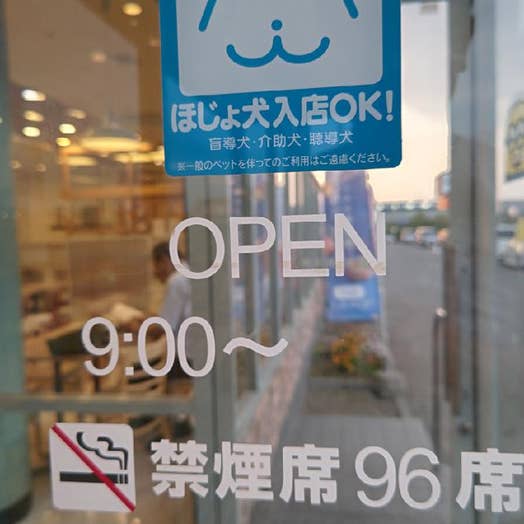 ほじょ犬入店OK!
盲導犬・介助犬・聴導犬
※一般のペットを伴ってのご利用はご遠慮ください。
OPEN
9:00～
禁煙席96席